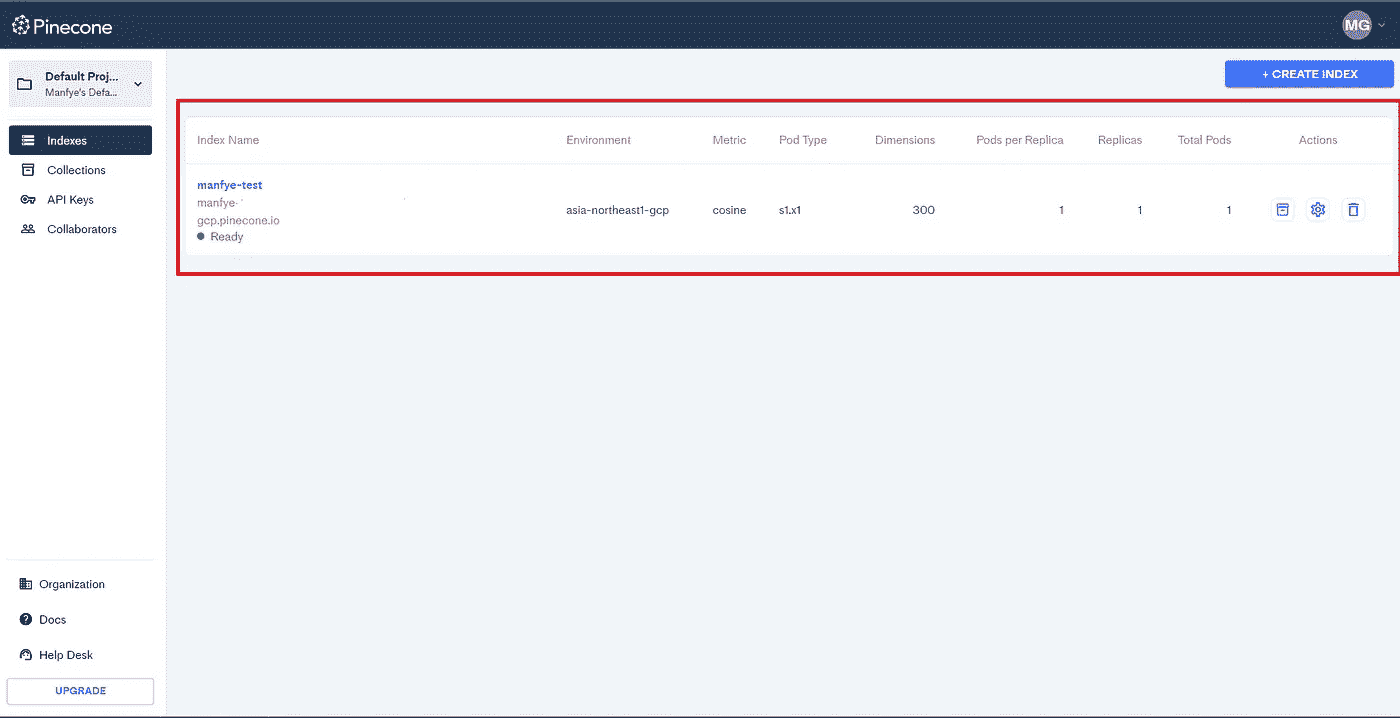 Pinecone
MG
Default Proj...
Manfye's Defa...
+ CREATE INDEX
Indexes
Collections
API Keys
Collaborators
Index Name Environment Metric Pod Type Dimensions Pods per Replica Replicas Total Pods Actions
manfye-test
manfye-
gcp.pinecone.io
Ready
asia-northeast1-gcp cosine s1.x1 300 1 1 1
Organization
Docs
Help Desk
UPGRADE